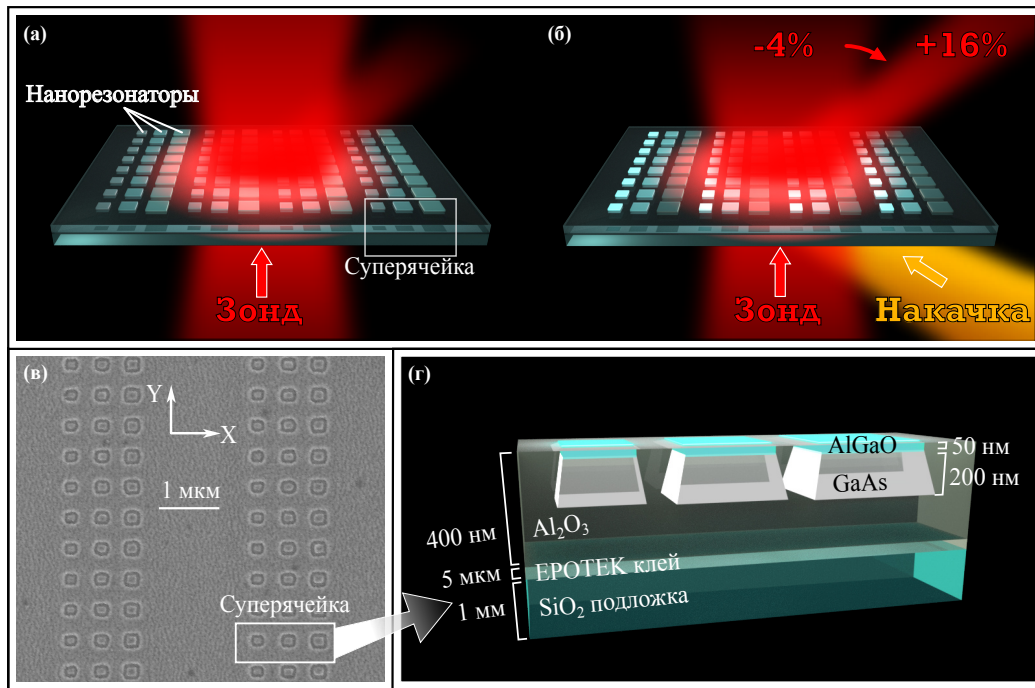 (а)
Нанорезонаторы
Суперячейка
Зонд
(б)
-4%
+16%
Зонд
Накачка
(в)
Y
X
1 мкм
Суперячейка
(г)
AlGaO
50 нм
GaAs
200 нм
400 нм
Al₂O₃
5 мкм
EPOTEK клей
1 мм
SiO₂ подложка